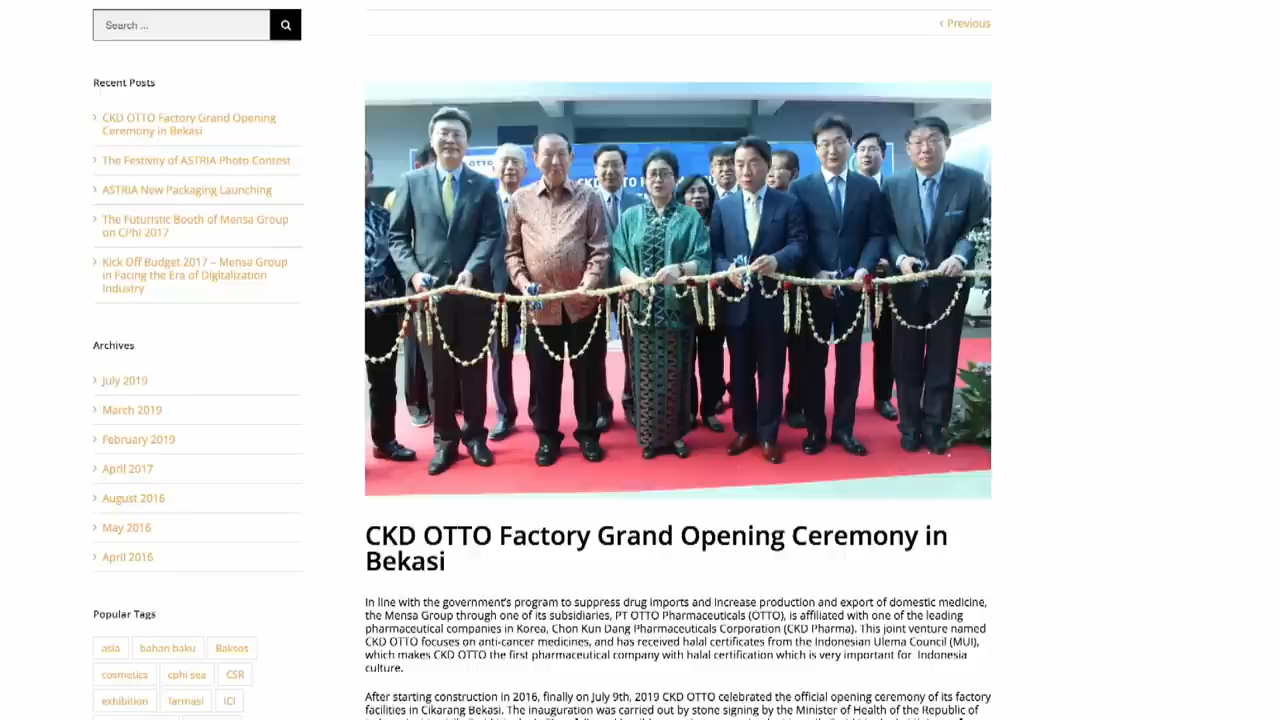 Search ...
Recent Posts
CKD OTTO Factory Grand Opening
Ceremony in Bekasi
The Festivity of ASTRIA Photo Contest
ASTRIA New Packaging Launching
The Futuristic Booth of Mensa Group
on CPhI 2017
Kick Off Budget 2017 – Mensa Group
in Facing the Era of Digitalization
Industry
Archives
July 2019
March 2019
February 2019
April 2017
August 2016
May 2016
April 2016
Popular Tags
asia bahan baku Baksos
cosmetics cphi sea CSR
exhibition farmasi ICI
Previous
OTTO
CKD OTTO
CKD OTTO Factory Grand Opening Ceremony in
Bekasi
In line with the government's program to suppress drug imports and increase production and export of domestic medicine,
the Mensa Group through one of its subsidiaries, PT OTTO Pharmaceuticals (OTTO), is affiliated with one of the leading
pharmaceutical companies in Korea, Chon Kun Dang Pharmaceuticals Corporation (CKD Pharma). This joint venture named
CKD OTTO focuses on anti-cancer medicines, and has received halal certificates from the Indonesian Ulema Council (MUI),
which makes CKD OTTO the first pharmaceutical company with halal certification which is very important for Indonesia
culture.
After starting construction in 2016, finally on July 9th, 2019 CKD OTTO celebrated the official opening ceremony of its factory
facilities in Cikarang Bekasi. The inauguration was carried out by stone signing by the Minister of Health of the Republic of